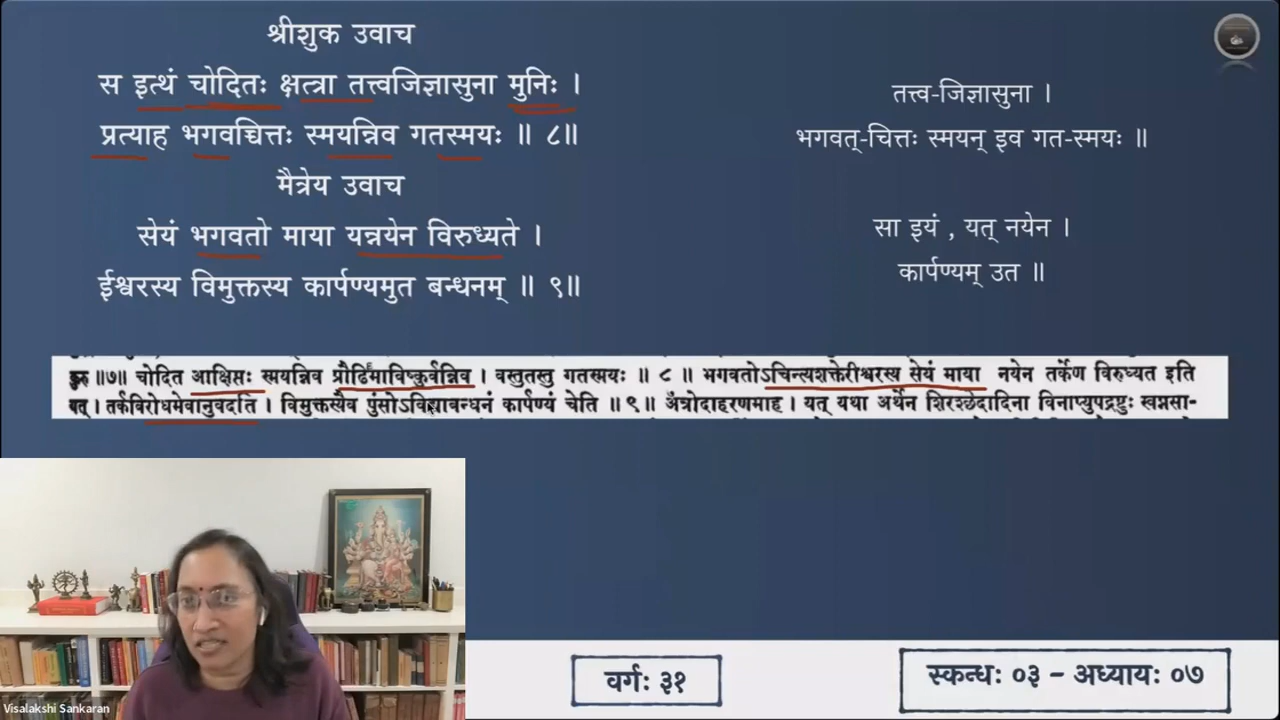 श्रीशुक उवाच
स इत्थं चोदितः क्षत्त्रा तत्त्वजिज्ञासुना मुनिः ।
प्रत्याह भगवच्चित्तः स्मयन्निव गतस्मयः ॥ ८॥
मैत्रेय उवाच
सेयं भगवतो माया यन्नयेन विरुध्यते ।
ईश्वरस्य विमुक्तस्य कार्पण्यमुत बन्धनम् ॥ ९॥
तत्त्व-जिज्ञासुना ।
भगवत्-चित्तः स्मयन् इव गत-स्मयः ॥
सा इयं , यत् नयेन ।
कार्पण्यम् उत ॥
॥७॥ चोदित आक्षिप्तः स्मयन्निव प्रौढिमाविष्कुर्वन्निव । वस्तुतस्तु गतस्मयः ॥ ८ ॥ भगवतोऽचिन्त्यशक्तेरीश्वरस्य सेयं माया नयेन तर्केण विरुध्यत इति
यत् । तर्कविरोधमेवानुवदति । विमुक्तस्यैव पुंसोऽविद्याबन्धनं कार्पण्यं चेति ॥ ९॥ अत्रोदाहरणमाह । यत् यथा अर्थेन शिरश्छेदादिना विनाप्युपद्रष्टुः स्वप्नसा-
Visalakshi Sankaran
वर्गः ३१
स्कन्धः ०३ – अध्यायः ०७